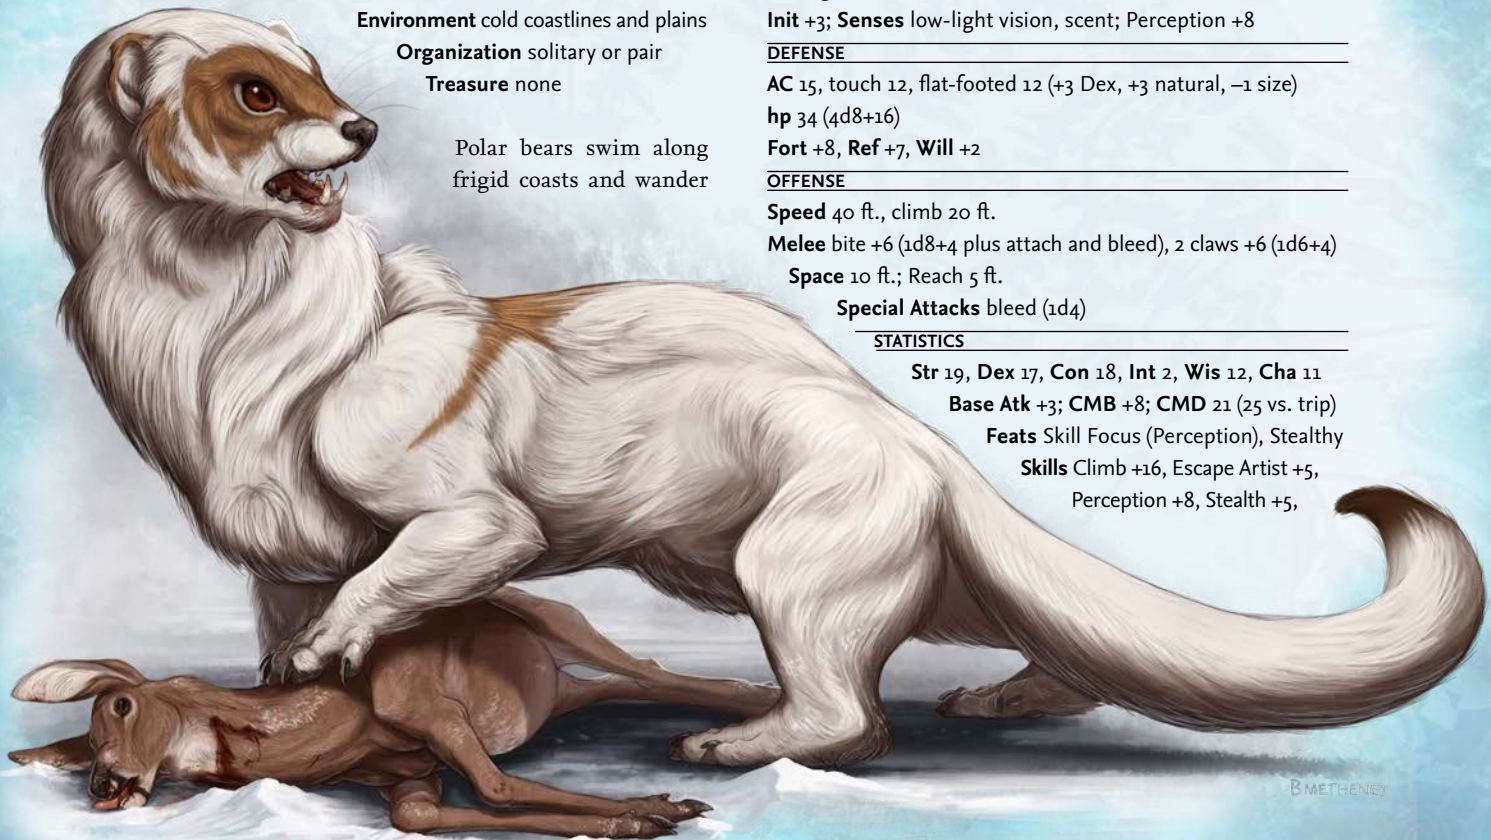 Environment cold coastlines and plains
Organization solitary or pair
Treasure none
Polar bears swim along
frigid coasts and wander
Init +3; Senses low-light vision, scent; Perception +8
DEFENSE
AC 15, touch 12, flat-footed 12 (+3 Dex, +3 natural, –1 size)
hp 34 (4d8+16)
Fort +8, Ref +7, Will +2
OFFENSE
Speed 40 ft., climb 20 ft.
Melee bite +6 (1d8+4 plus attach and bleed), 2 claws +6 (1d6+4)
Space 10 ft.; Reach 5 ft.
Special Attacks bleed (1d4)
STATISTICS
Str 19, Dex 17, Con 18, Int 2, Wis 12, Cha 11
Base Atk +3; CMB +8; CMD 21 (25 vs. trip)
Feats Skill Focus (Perception), Stealthy
Skills Climb +16, Escape Artist +5,
Perception +8, Stealth +5,
B METHENEY